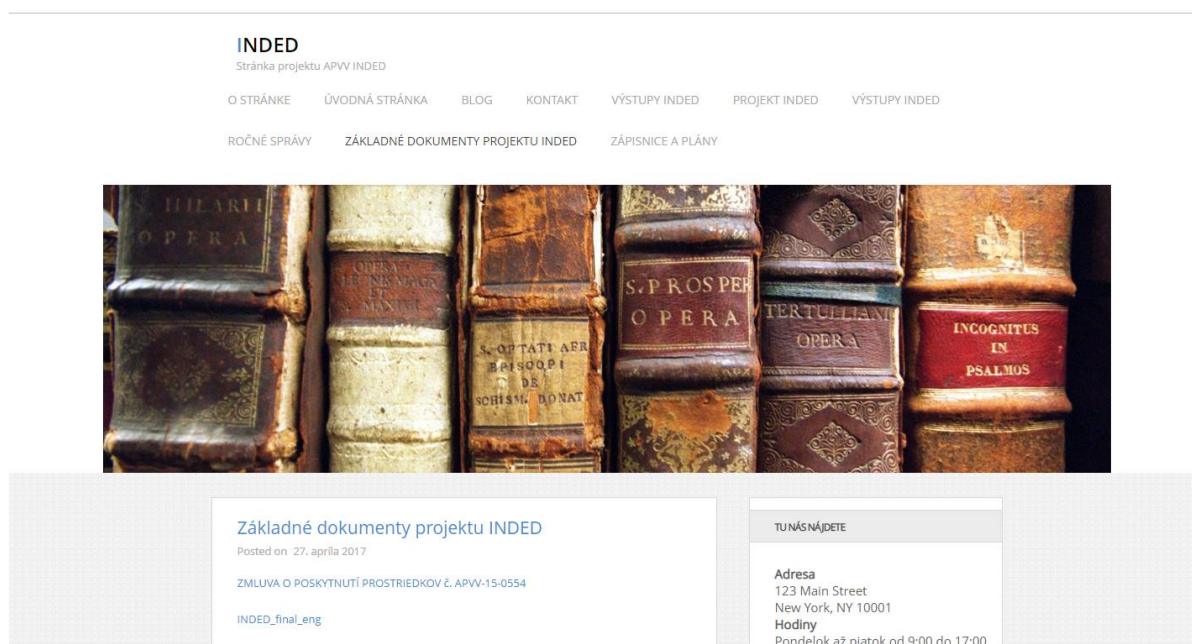 INDED
Stránka projektu APVV INDED
O STRÁNKE ÚVODNÁ STRÁNKA BLOG KONTAKT VÝSTUPY INDED PROJEKT INDED VÝSTUPY INDED
ROČNÉ SPRÁVY ZÁKLADNÉ DOKUMENTY PROJEKTU INDED ZÁPISNICE A PLÁNY
S. HILARII
OPERA
OPERA
MAXIMI
S. OPTATI AFR
EPISCOPI
DE
SCHISM. DONAT.
S. PROSPER
OPERA
TERTULLIANI
OPERA
INCOGNITUS
IN
PSALMOS
Základné dokumenty projektu INDED
Posted on 27. apríla 2017
ZMLUVA O POSKYTNUTÍ PROSTRIEDKOV č. APVV-15-0554
INDED_final_eng
TU NÁS NÁJDETE
Adresa
123 Main Street
New York, NY 10001
Hodiny
Pondelok až piatok od 9:00 do 17:00